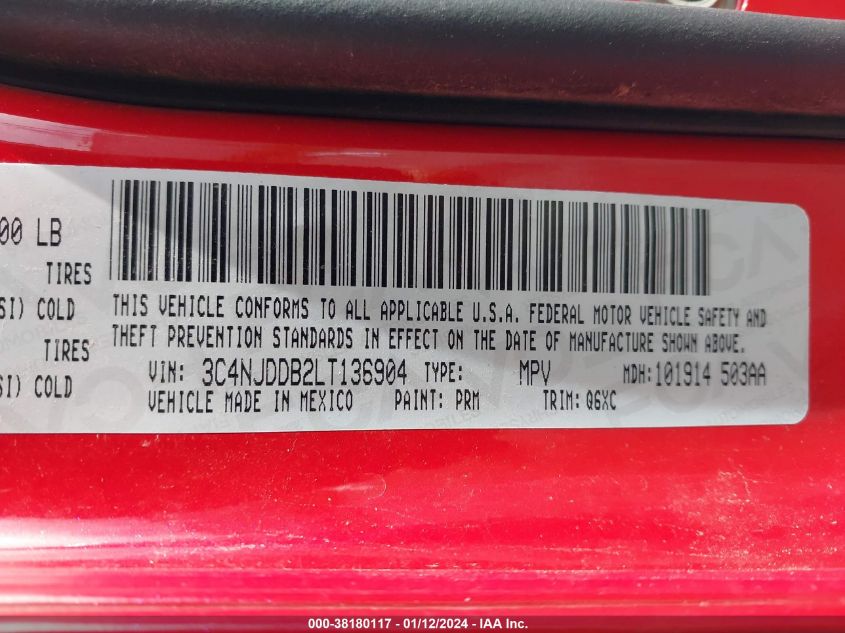 00 LB
TIRES
SI) COLD
TIRES
SI) COLD
THIS VEHICLE CONFORMS TO ALL APPLICABLE U.S.A. FEDERAL MOTOR VEHICLE SAFETY AND
THEFT PREVENTION STANDARDS IN EFFECT ON THE DATE OF MANUFACTURE SHOWN ABOVE.
VIN: 3C4NJDDB2LT136904 TYPE: MPV MDH:101914 503AA
VEHICLE MADE IN MEXICO PAINT: PRM TRIM: Q6XC
000-38180117 - 01/12/2024 - IAA Inc.